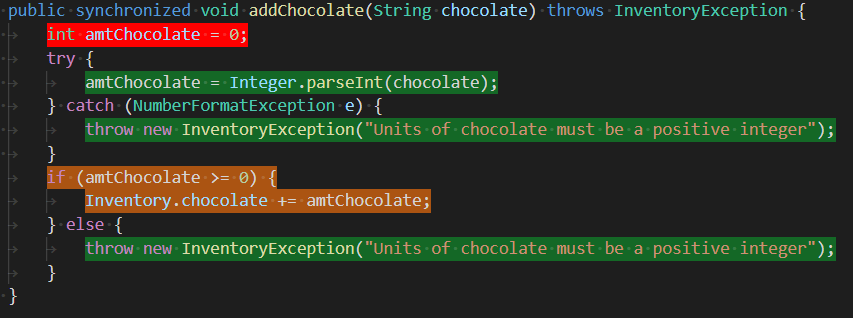 public synchronized void addChocolate(String chocolate) throws InventoryException {
int amtChocolate = 0;
try {
amtChocolate = Integer.parseInt(chocolate);
} catch (NumberFormatException e) {
throw new InventoryException("Units of chocolate must be a positive integer");
}
if (amtChocolate >= 0) {
Inventory.chocolate += amtChocolate;
} else {
throw new InventoryException("Units of chocolate must be a positive integer");
}
}